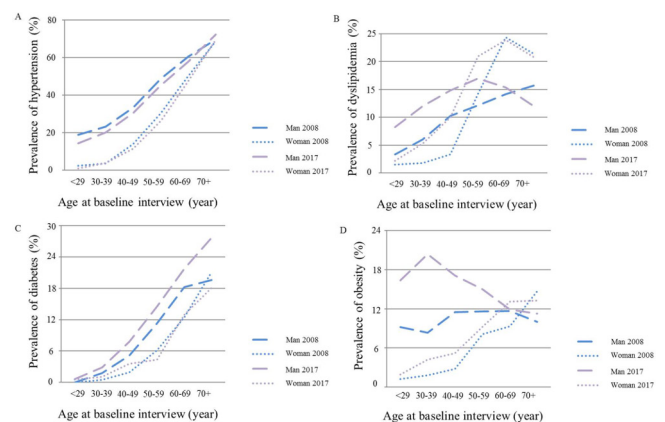 A
Prevalence of hypertension (%)
80
60
40
20
0
<29 30-39 40-49 50-59 60-69 70+
Age at baseline interview (year)
Man 2008
Woman 2008
Man 2017
Woman 2017
B
Prevalence of dyslipidemia (%)
25
20
15
10
5
0
<29 30-39 40-49 50-59 60-69 70+
Age at baseline interview (year)
Man 2008
Woman 2008
Man 2017
Woman 2017
C
Prevalence of diabetes (%)
30
24
18
12
6
0
<29 30-39 40-49 50-59 60-69 70+
Age at baseline interview (year)
Man 2008
Woman 2008
Man 2017
Woman 2017
D
Prevalence of obesity (%)
24
18
12
6
0
<29 30-39 40-49 50-59 60-69 70+
Age at baseline interview (year)
Man 2008
Woman 2008
Man 2017
Woman 2017